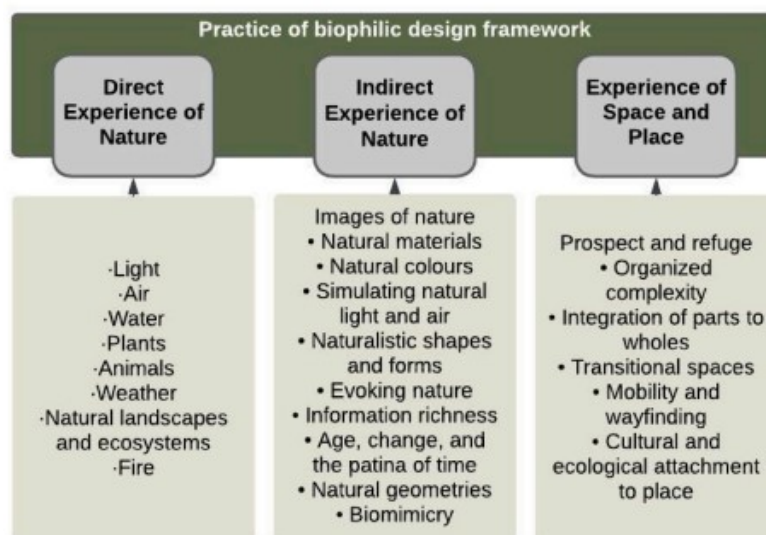 Practice of biophilic design framework
Direct
Experience of
Nature
Indirect
Experience of
Nature
Experience of
Space and
Place
·Light
·Air
·Water
·Plants
·Animals
·Weather
·Natural landscapes
and ecosystems
·Fire
Images of nature
• Natural materials
• Natural colours
• Simulating natural
light and air
• Naturalistic shapes
and forms
• Evoking nature
• Information richness
• Age, change, and
the patina of time
• Natural geometries
• Biomimicry
Prospect and refuge
• Organized
complexity
• Integration of parts to
wholes
• Transitional spaces
• Mobility and
wayfinding
• Cultural and
ecological attachment
to place